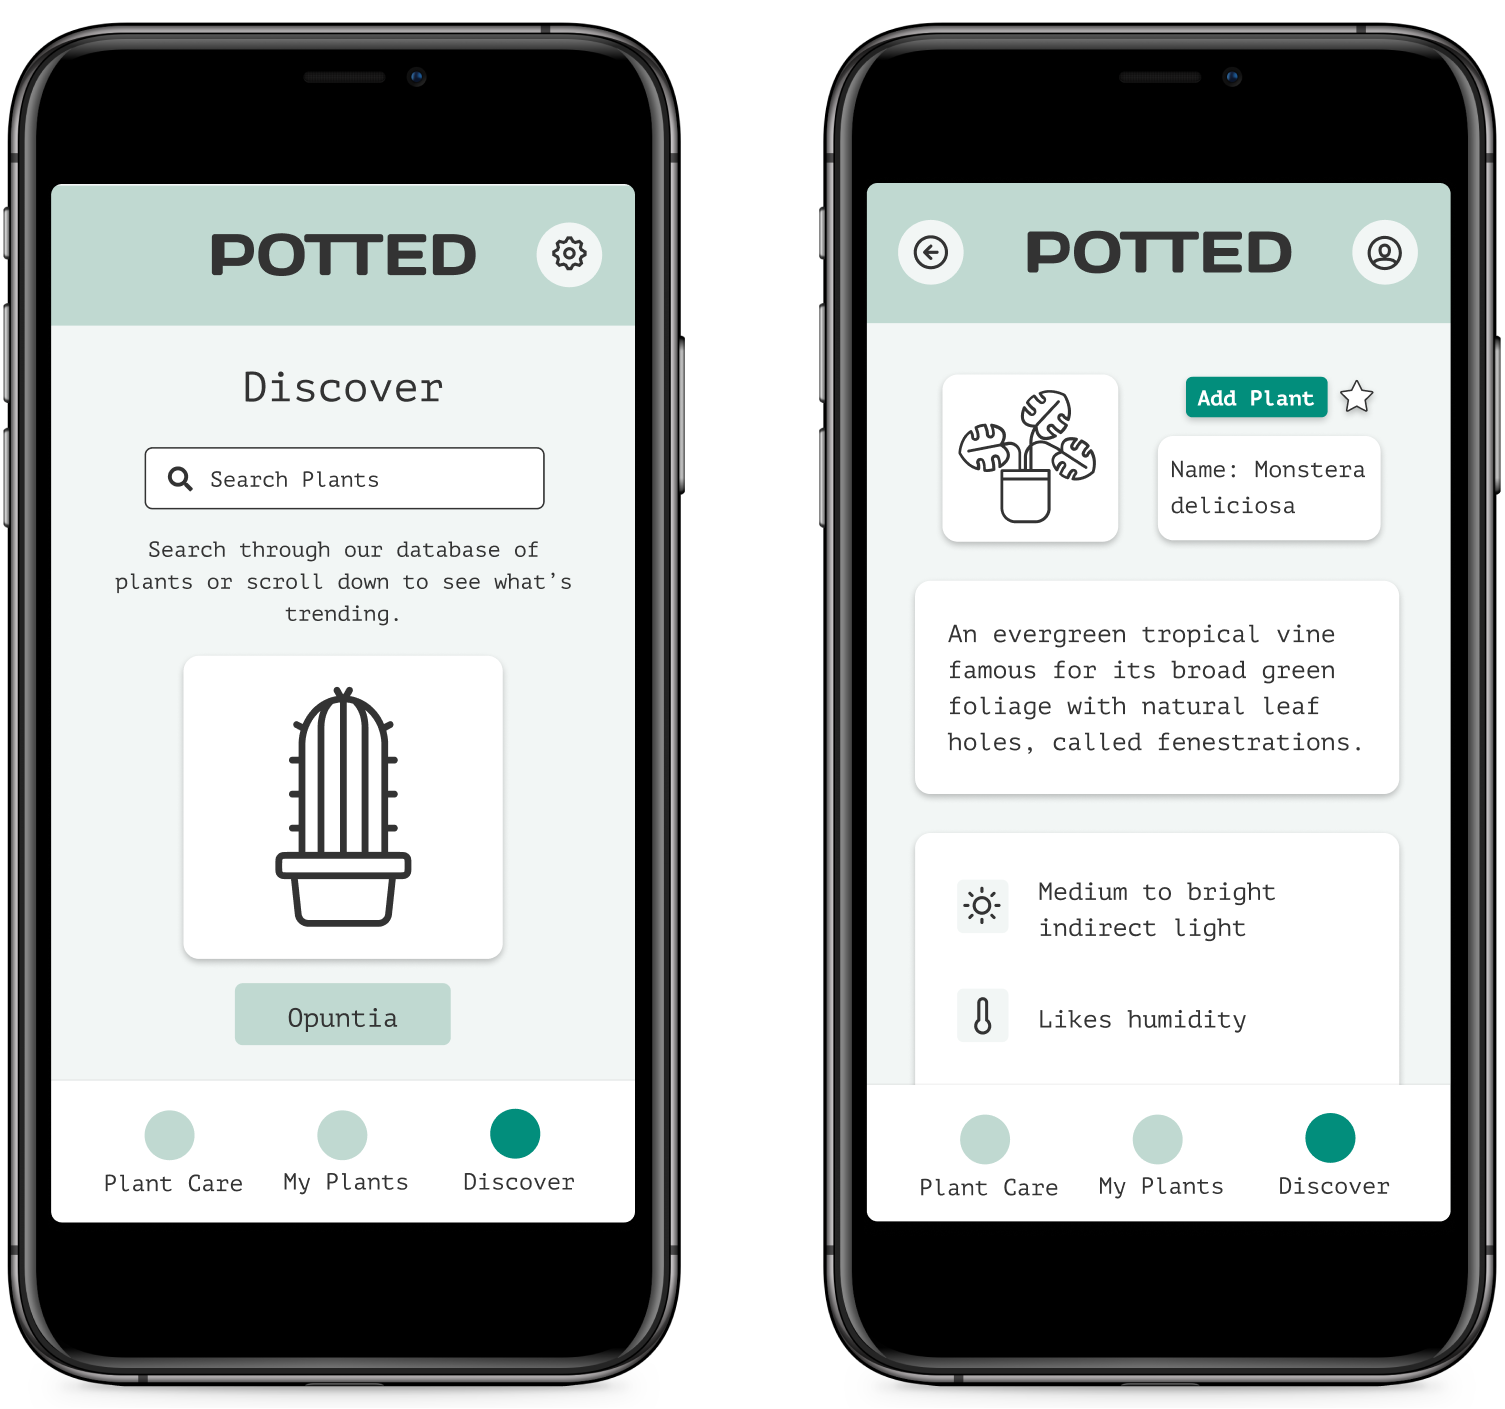 POTTED
Discover
Search Plants
Search through our database of
plants or scroll down to see what's
trending.
Opuntia
Plant Care
My Plants
Discover
POTTED
Add Plant
Name: Monstera
deliciosa
An evergreen tropical vine
famous for its broad green
foliage with natural leaf
holes, called fenestrations.
Medium to bright
indirect light
Likes humidity
Plant Care
My Plants
Discover